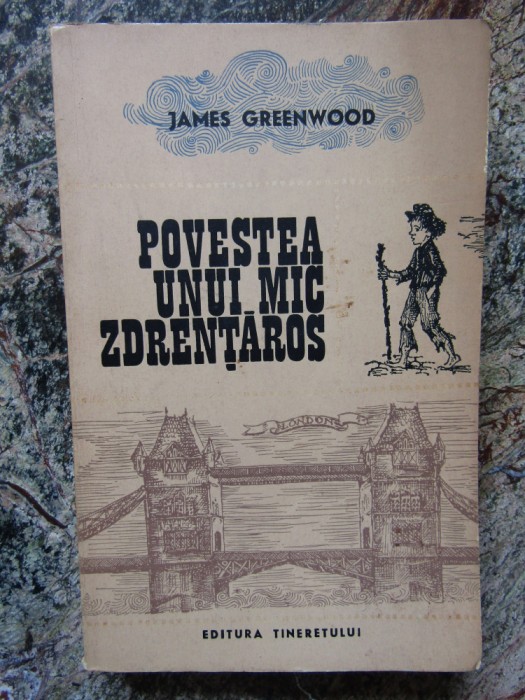 JAMES GREENWOOD
POVESTEA
UNUI MIC
ZDRENȚĂROS
LONDON
EDITURA TINERETULUI